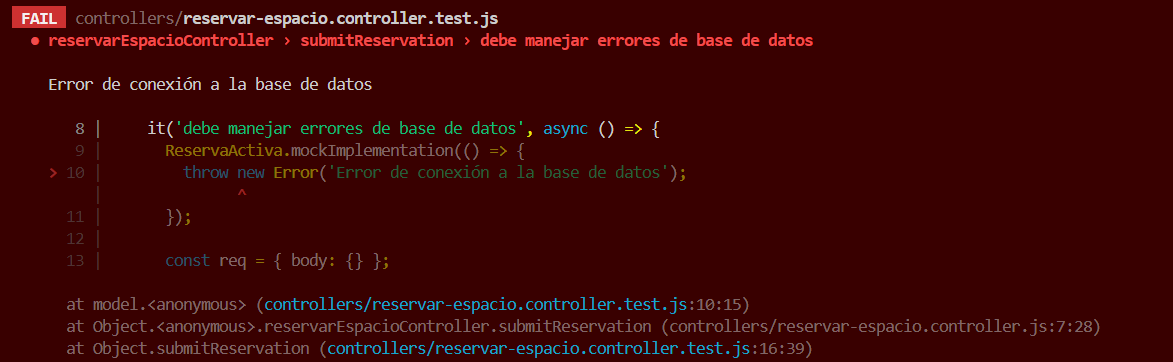 FAIL controllers/reservar-espacio.controller.test.js
● reservarEspacioController › submitReservation › debe manejar errores de base de datos
Error de conexión a la base de datos
8 | it('debe manejar errores de base de datos', async () => {
9 | ReservaActiva.mockImplementation(() => {
> 10 | throw new Error('Error de conexión a la base de datos');
| ^
11 | });
12 |
13 | const req = { body: {} };
at model.<anonymous> (controllers/reservar-espacio.controller.test.js:10:15)
at Object.<anonymous>.reservarEspacioController.submitReservation (controllers/reservar-espacio.controller.js:7:28)
at Object.submitReservation (controllers/reservar-espacio.controller.test.js:16:39)